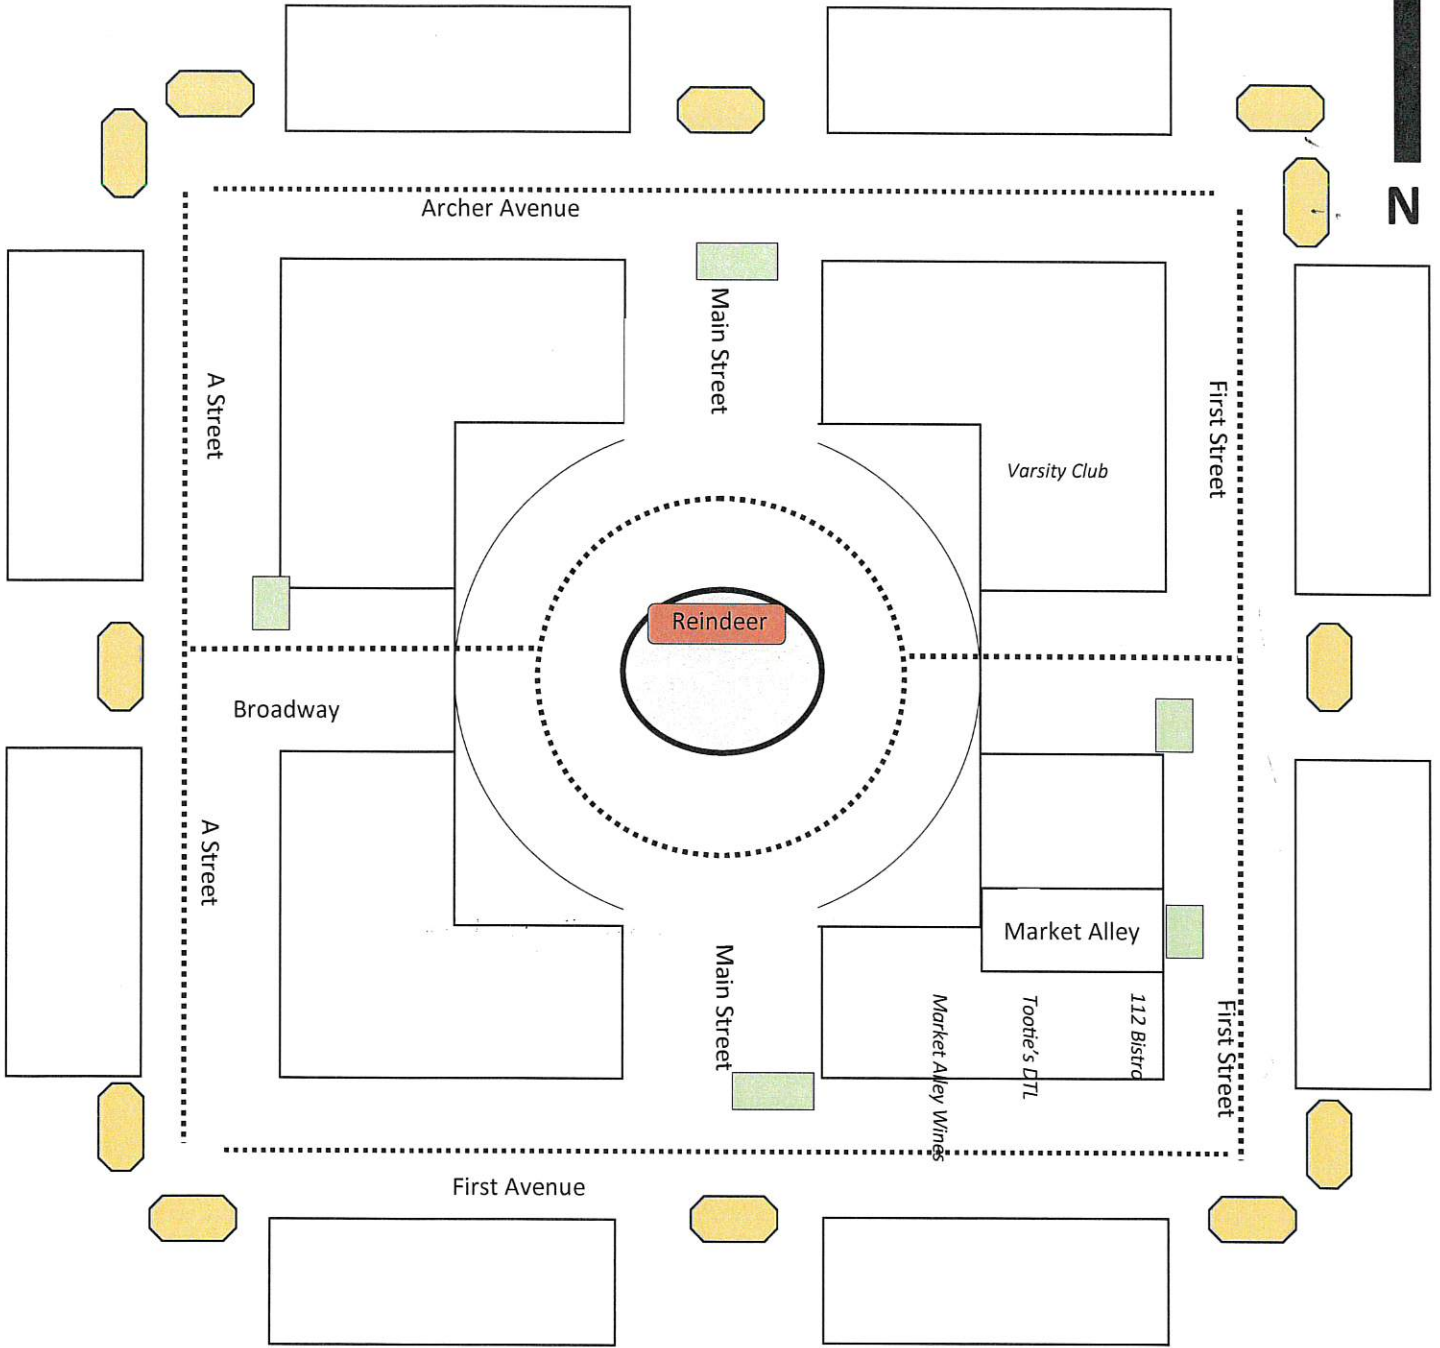 N
Archer Avenue
Main Street
A Street
First Street
Varsity Club
Reindeer
Broadway
A Street
Market Alley
Main Street
Market Alley Wines
Tootie's DTL
112 Bistro
First Street
First Avenue